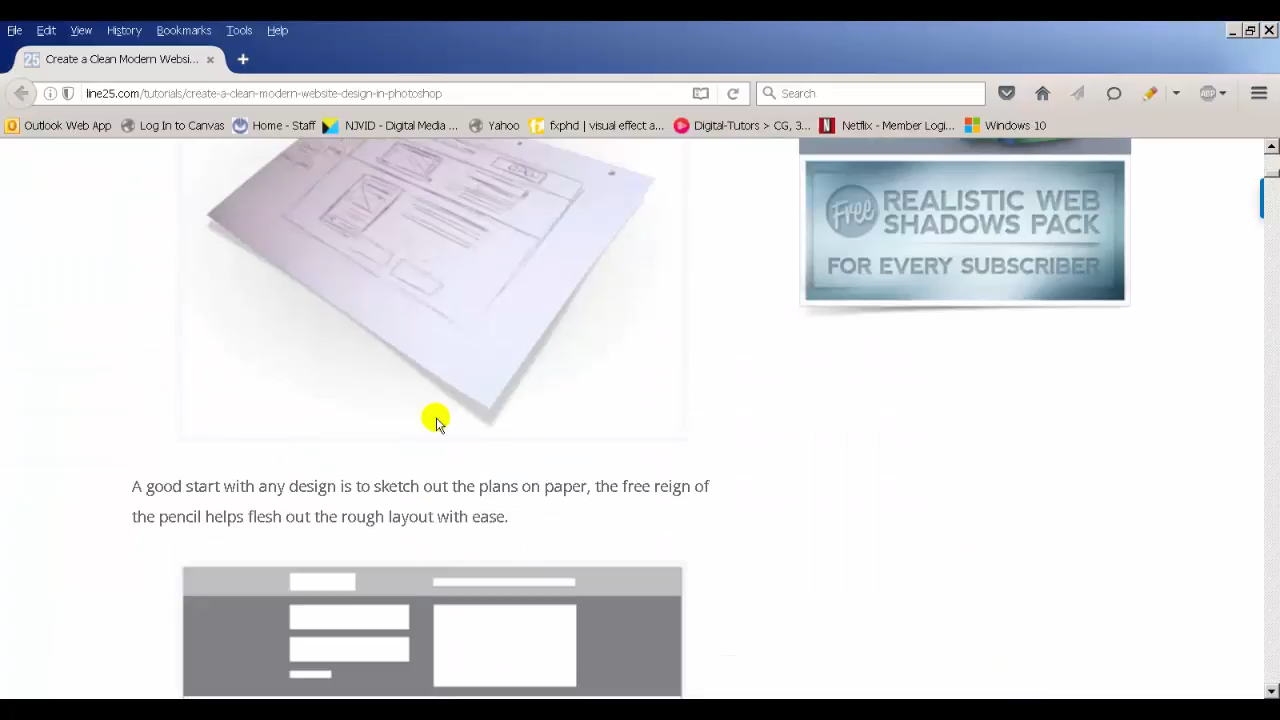 File Edit View History Bookmarks Tools Help
25 Create a Clean Modern Websi... × +
line25.com/tutorials/create-a-clean-modern-website-design-in-photoshop Search ABP
Outlook Web App Log In to Canvas Home - Staff NJVID - Digital Media ... Yahoo fxphd | visual effect a... Digital-Tutors - CG, 3... N Netflix - Member Logi... Windows 10
Free REALISTIC WEB
SHADOWS PACK
FOR EVERY SUBSCRIBER
A good start with any design is to sketch out the plans on paper, the free reign of
the pencil helps flesh out the rough layout with ease.